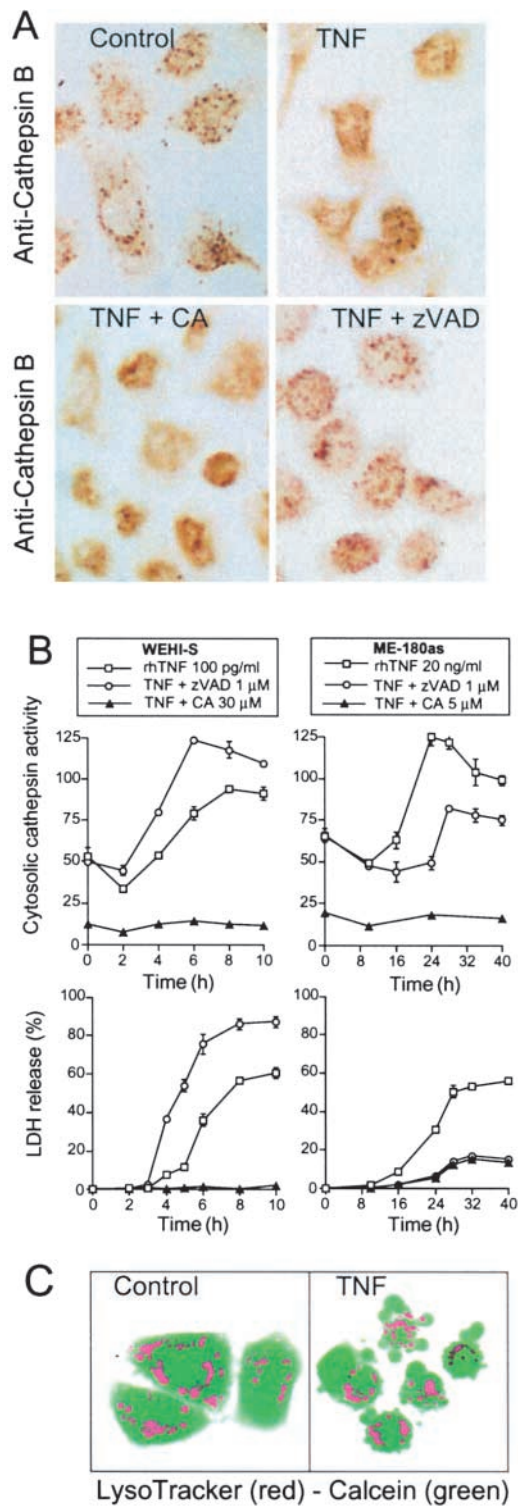 A
Control
TNF
Anti-Cathepsin B
TNF + CA
TNF + zVAD
Anti-Cathepsin B
B
WEHI-S
rhTNF 100 pg/ml
TNF + zVAD 1 μM
TNF + CA 30 μM
ME-180as
rhTNF 20 ng/ml
TNF + zVAD 1 μM
TNF + CA 5 μM
Cytosolic cathepsin activity
125
100
75
50
25
0
0 2 4 6 8 10
Time (h)
125
100
75
50
25
0
0 8 16 24 32 40
Time (h)
LDH release (%)
100
80
60
40
20
0
0 2 4 6 8 10
Time (h)
100
80
60
40
20
0
0 8 16 24 32 40
Time (h)
C
Control
TNF
LysoTracker (red) - Calcein (green)